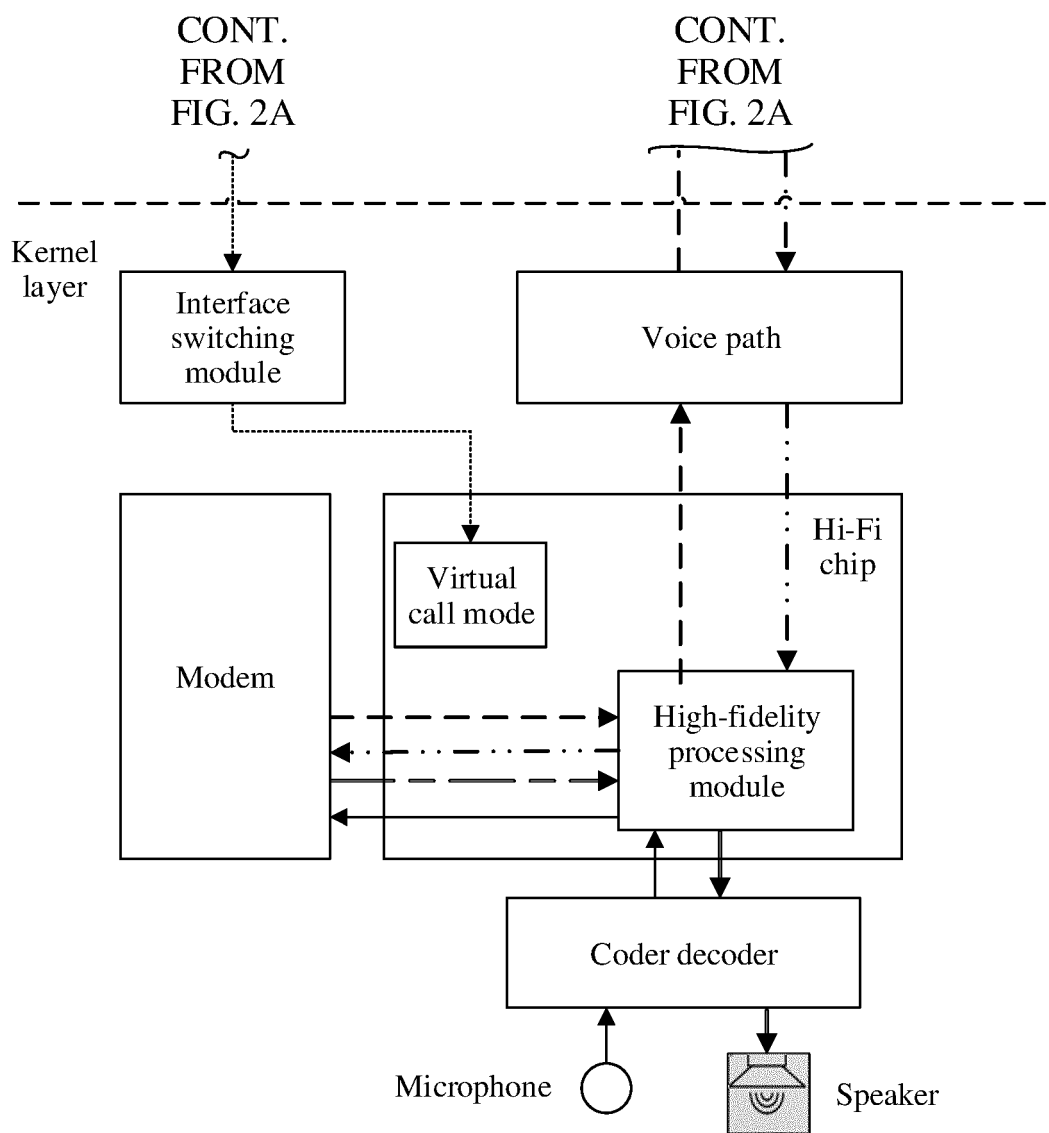 CONT.
FROM
FIG. 2A
CONT.
FROM
FIG. 2A
Kernel
layer
Interface
switching
module
Voice path
Hi-Fi
chip
Virtual
call mode
Modem
High-fidelity
processing
module
Coder decoder
Microphone
Speaker